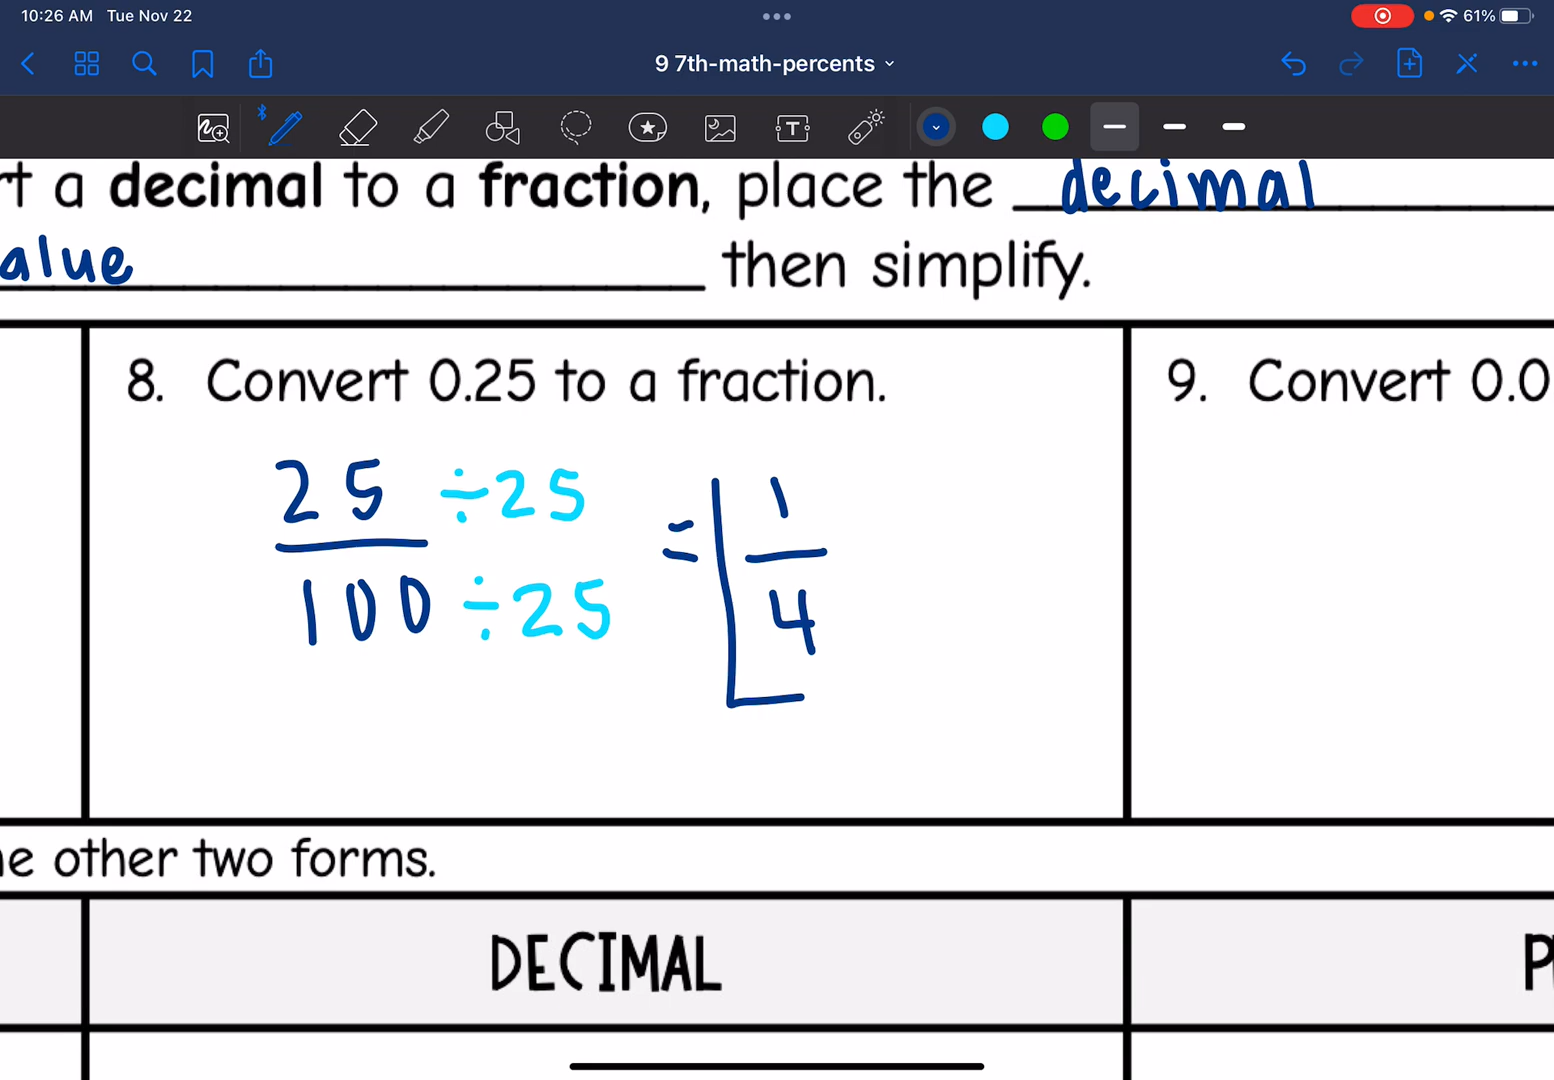 10:26 AM Tue Nov 22
61%
9 7th-math-percents
T
rt a decimal to a fraction, place the decimal
alue then simplify.
8. Convert 0.25 to a fraction.
9. Convert 0.0
25 ÷25
100 ÷25
= 1
4
e other two forms.
DECIMAL
P